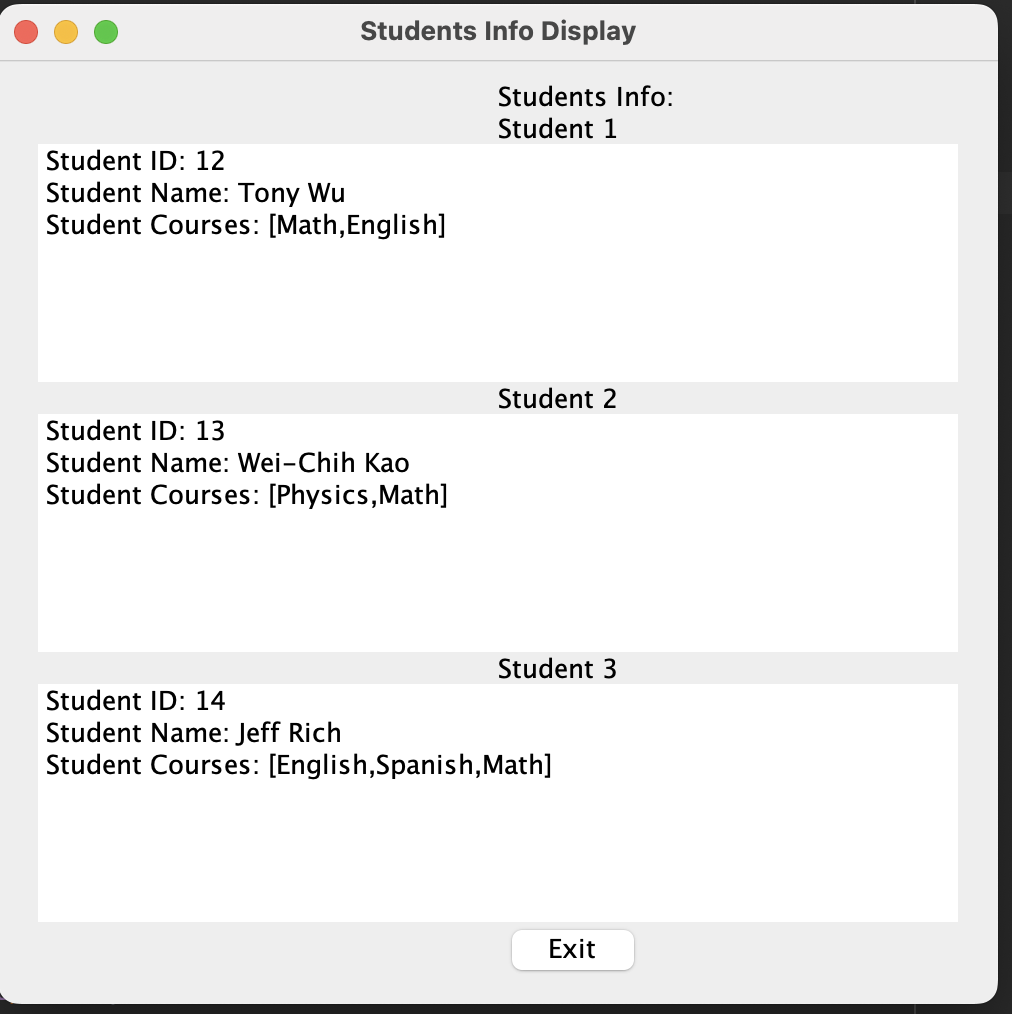 Students Info Display
Students Info:
Student 1
Student ID: 12
Student Name: Tony Wu
Student Courses: [Math,English]
Student 2
Student ID: 13
Student Name: Wei-Chih Kao
Student Courses: [Physics,Math]
Student 3
Student ID: 14
Student Name: Jeff Rich
Student Courses: [English,Spanish,Math]
Exit